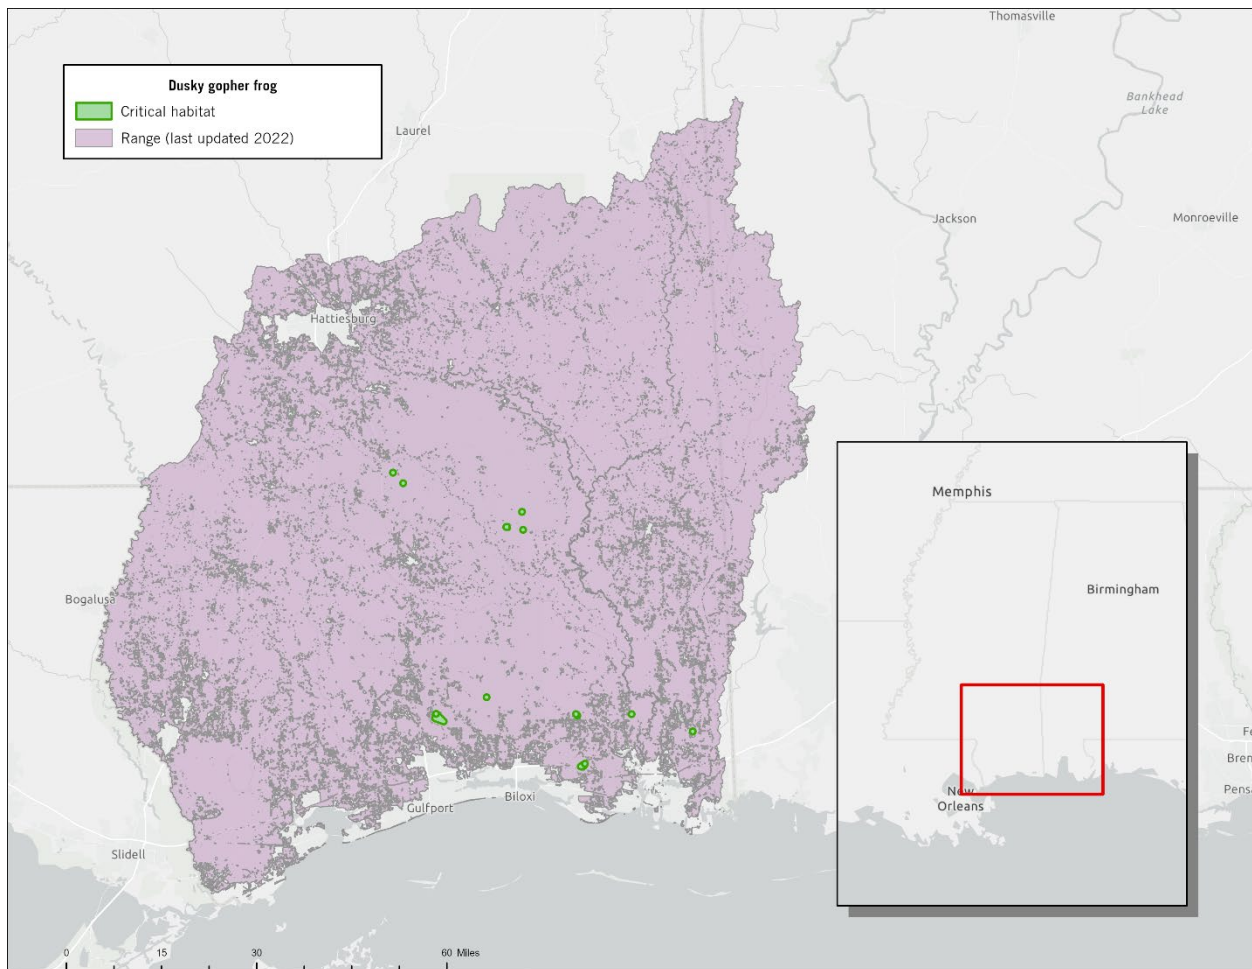 Thomasville
Dusky gopher frog
Critical habitat
Range (last updated 2022)
Bankhead
Lake
Laurel
Jackson
Monroeville
Hattiesburg
Memphis
Birmingham
Bogalusa
New
Orleans
Gulfport
Biloxi
Slidell
0 15 30 60 Miles